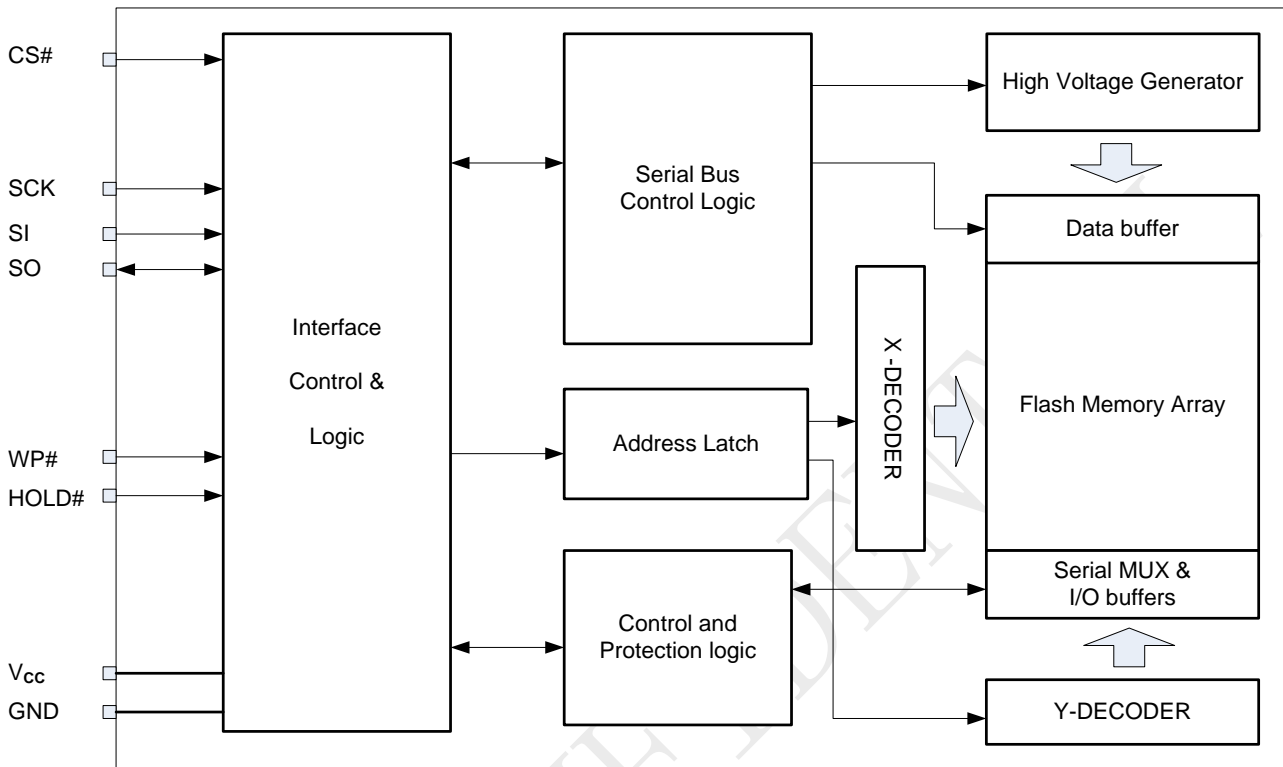 CS#
SCK
SI
SO
WP#
HOLD#
Vcc
GND
Interface
Control &
Logic
Serial Bus
Control Logic
Address Latch
Control and
Protection logic
X -DECODER
High Voltage Generator
Data buffer
Flash Memory Array
Serial MUX &
I/O buffers
Y-DECODER